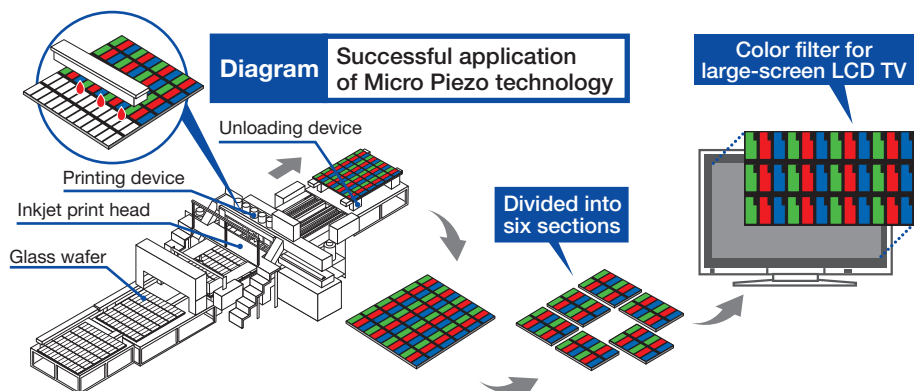 Diagram
Successful application
of Micro Piezo technology
Color filter for
large-screen LCD TV
Unloading device
Printing device
Inkjet print head
Glass wafer
Divided into
six sections